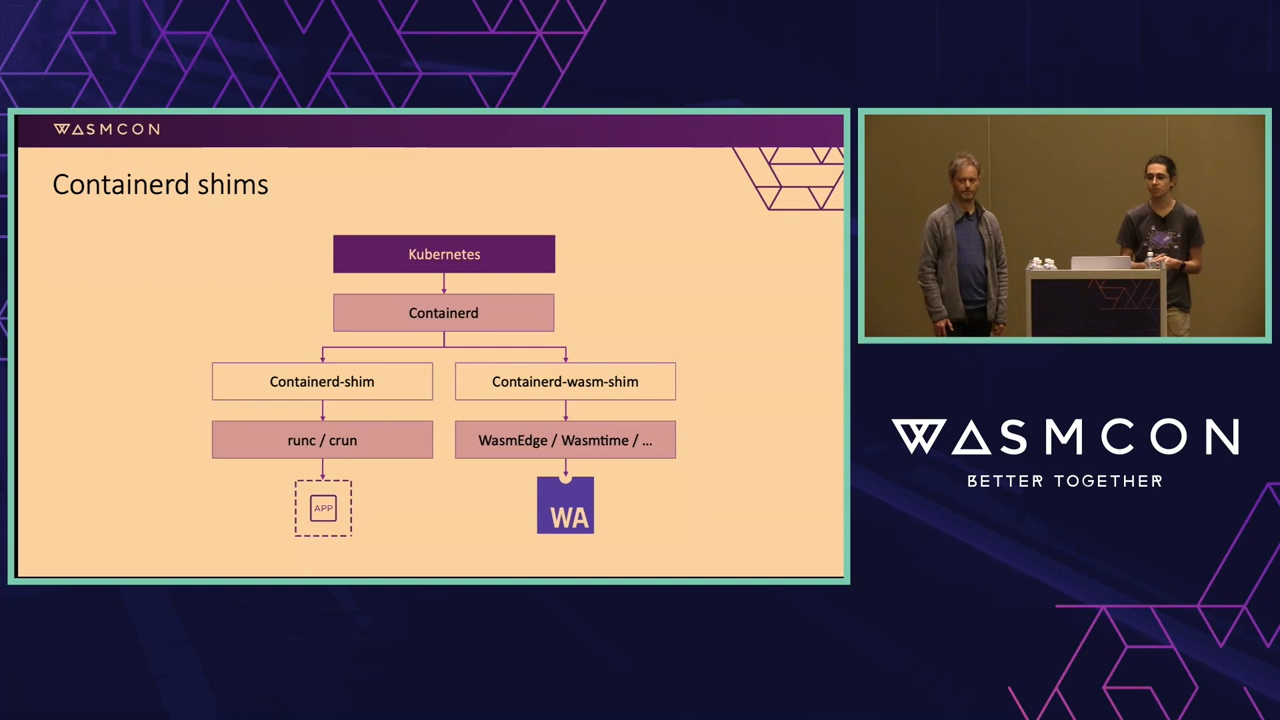 WASMCON
Containerd shims
Kubernetes
Containerd
Containerd-shim
Containerd-wasm-shim
runc / crun
WasmEdge / Wasmtime / ...
APP
WA
WASMCON
BETTER TOGETHER